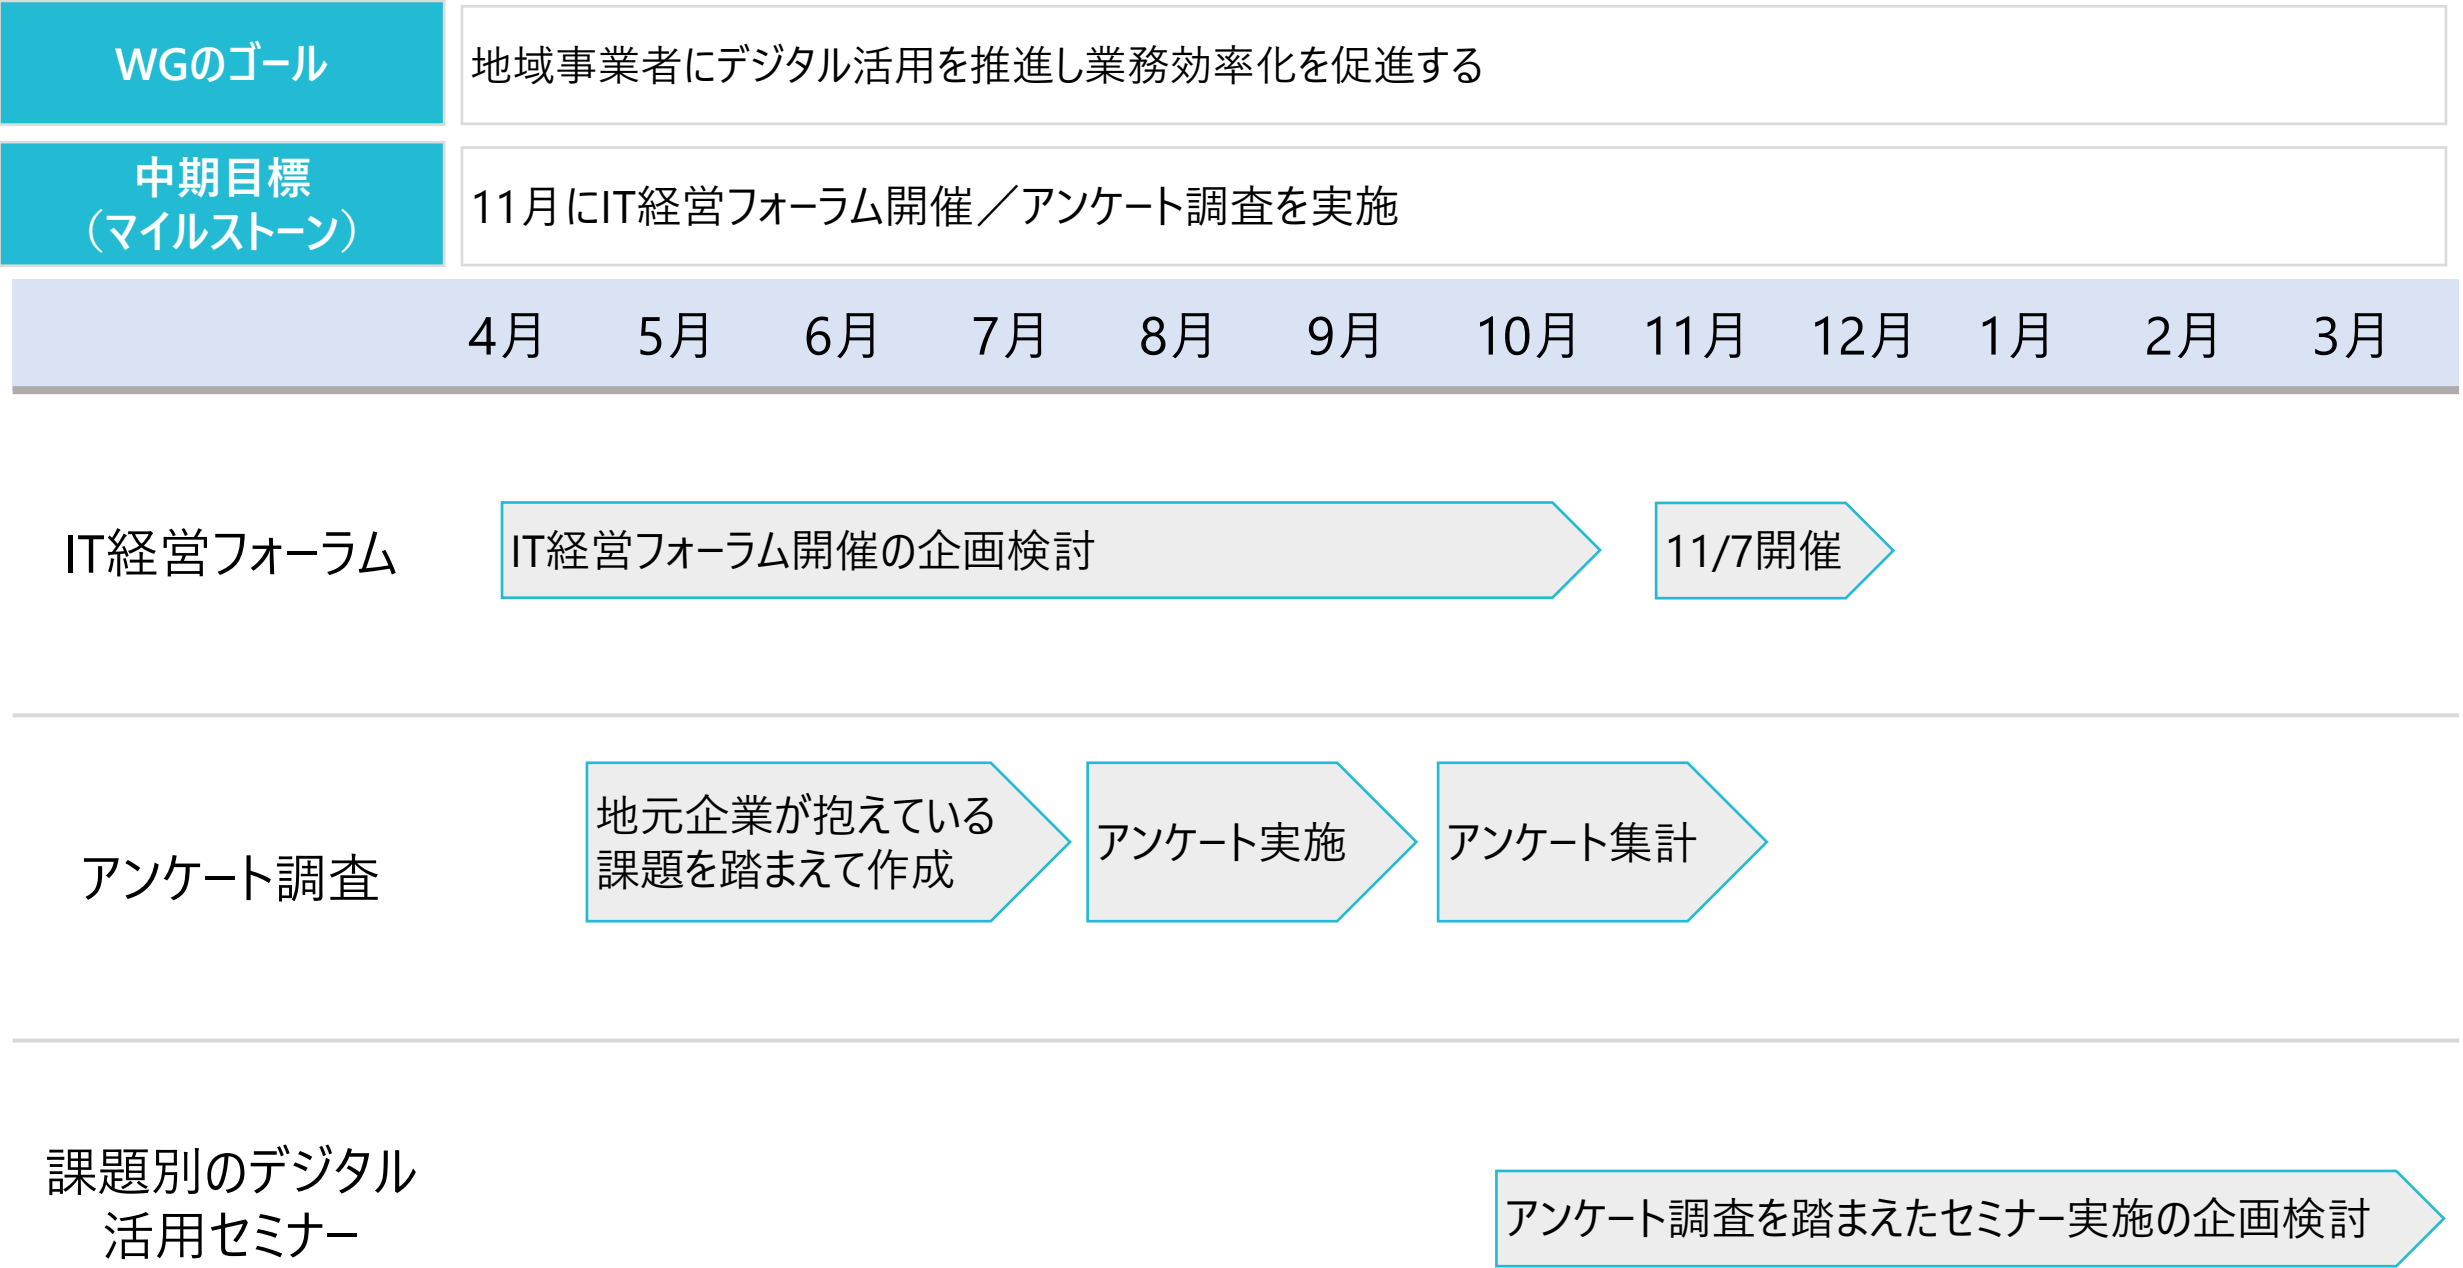 WGのゴール
地域事業者にデジタル活用を推進し業務効率化を促進する
中期目標
（マイルストーン）
11月にIT経営フォーラム開催／アンケート調査を実施
4月 5月 6月 7月 8月 9月 10月 11月 12月 1月 2月 3月
IT経営フォーラム
IT経営フォーラム開催の企画検討
11/7開催
アンケート調査
地元企業が抱えている
課題を踏まえて作成
アンケート実施
アンケート集計
課題別のデジタル
活用セミナー
アンケート調査を踏まえたセミナー実施の企画検討